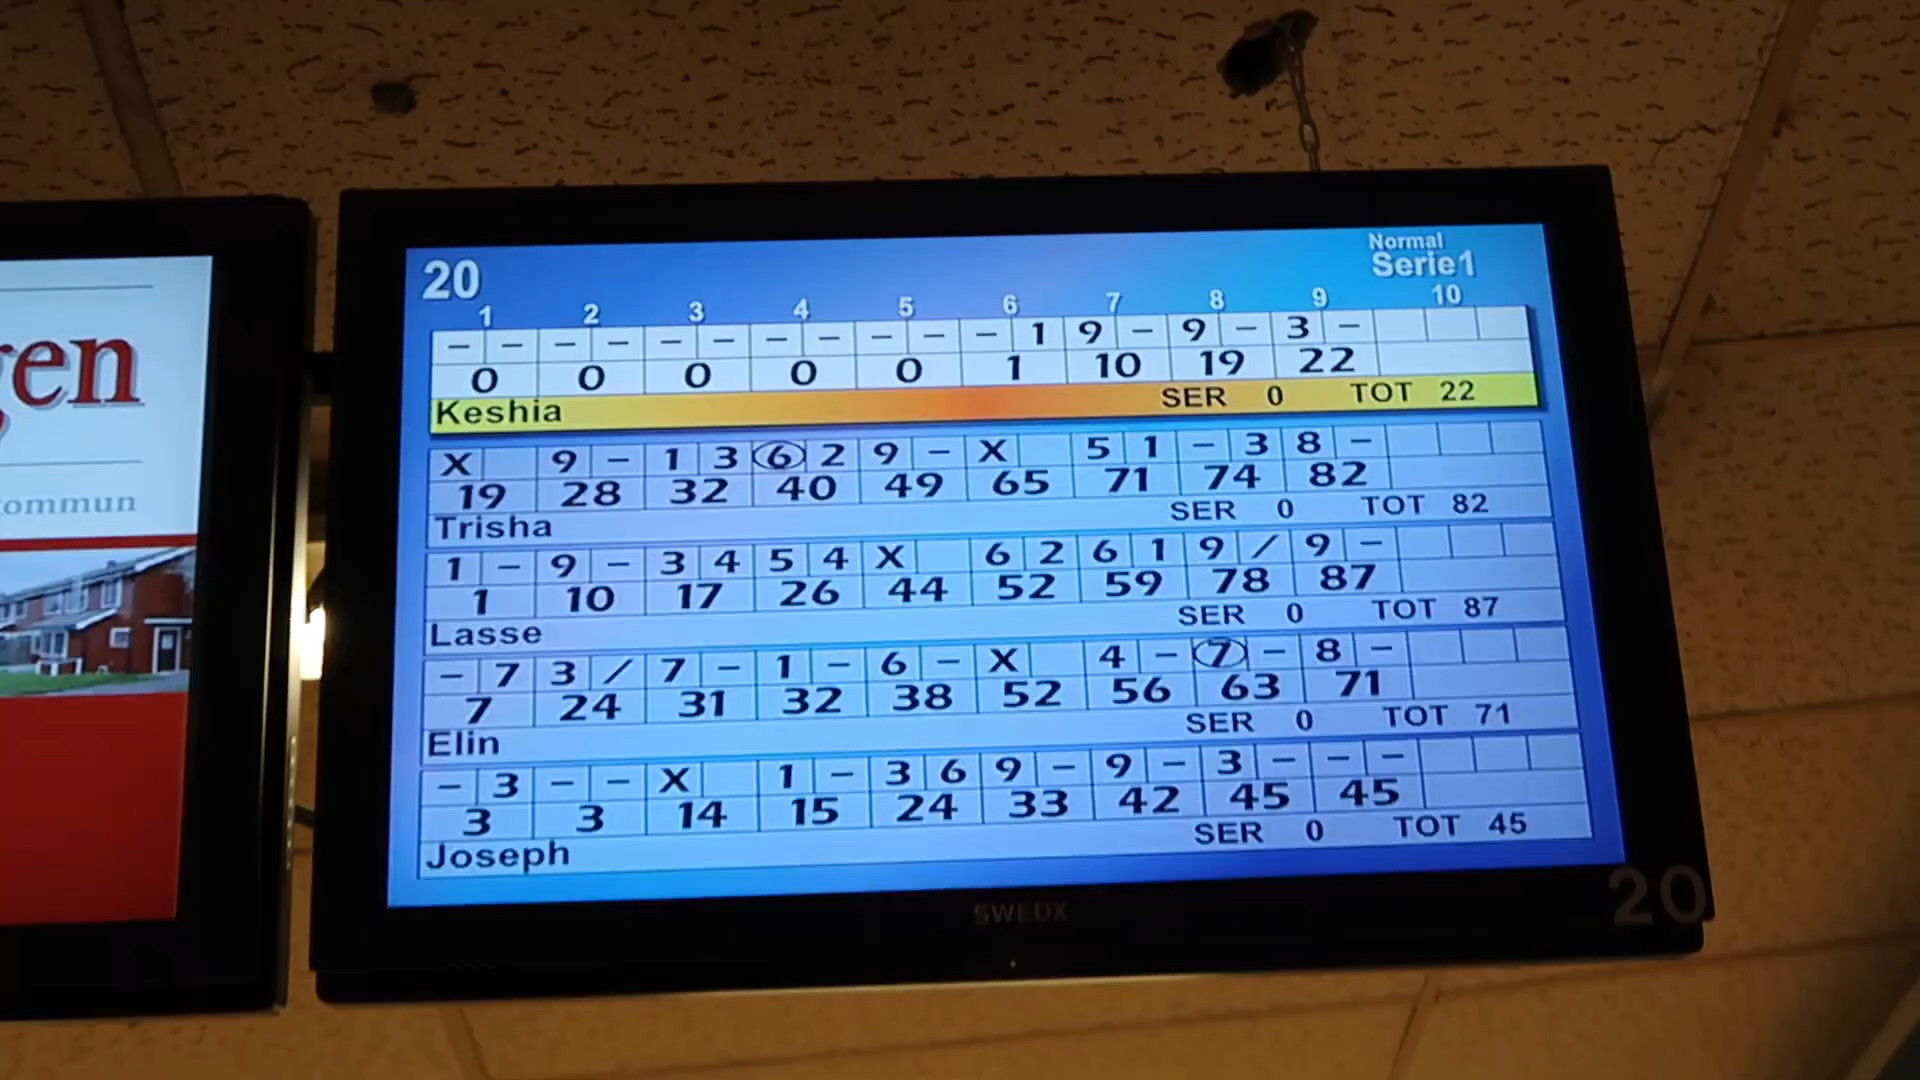 gen
ommun
20
Normal
Serie1
1 2 3 4 5 6 7 8 9 10
- - - - - - - - - - - 1 9 - 9 - 3 -
0 0 0 0 0 1 10 19 22
Keshia SER 0 TOT 22
X 9 - 1 3 6 2 9 - X 5 1 - 3 8 -
19 28 32 40 49 65 71 74 82
Trisha SER 0 TOT 82
1 - 9 - 3 4 5 4 X 6 2 6 1 9 / 9 -
1 10 17 26 44 52 59 78 87
Lasse SER 0 TOT 87
- 7 3 / 7 - 1 - 6 - X 4 - 7 - 8 -
7 24 31 32 38 52 56 63 71
Elin SER 0 TOT 71
- 3 - - X 1 - 3 6 9 - 9 - 3 - - -
3 3 14 15 24 33 42 45 45
Joseph SER 0 TOT 45
SWEDX
20